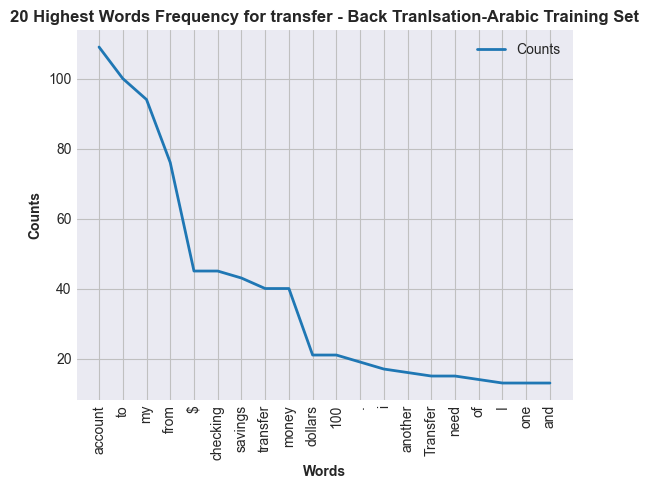 20 Highest Words Frequency for transfer - Back Tranlsation-Arabic Training Set
Counts
100
80
60
40
20
Counts
account
to
my
from
$
checking
savings
transfer
money
dollars
100
.
i
another
Transfer
need
of
I
one
and
Words